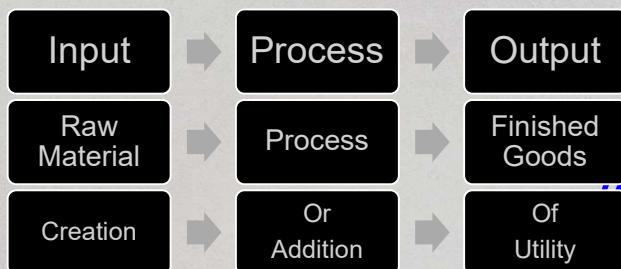 Input Process Output
Raw
Material
Process
Finished
Goods
Creation
Or
Addition
Of
Utility